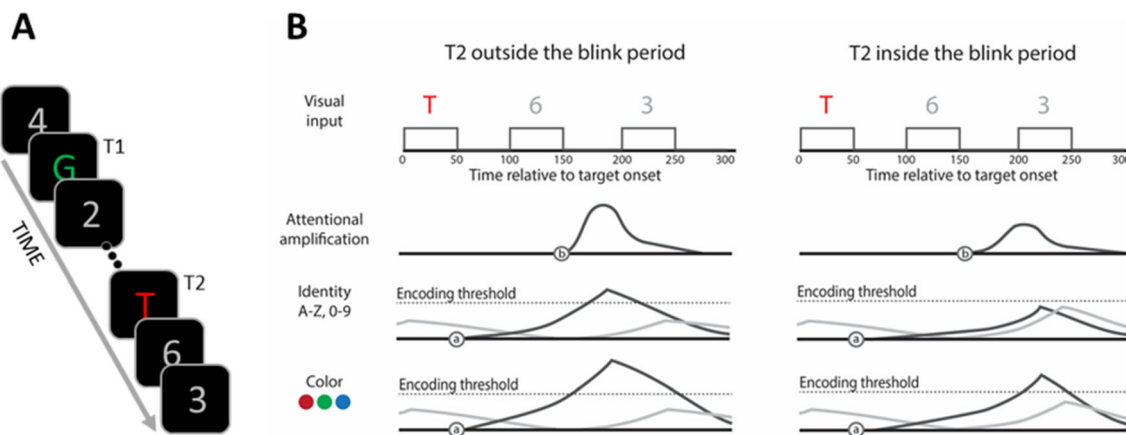 A
4
G
T1
2
TIME
T
T2
6
3
B
T2 outside the blink period
T2 inside the blink period
Visual
input
T 6 3
0 50 100 150 200 250 300
Time relative to target onset
T 6 3
0 50 100 150 200 250 300
Time relative to target onset
Attentional
amplification
b
b
Identity
A-Z, 0-9
Encoding threshold
a
Encoding threshold
a
Color
Encoding threshold
a
Encoding threshold
a